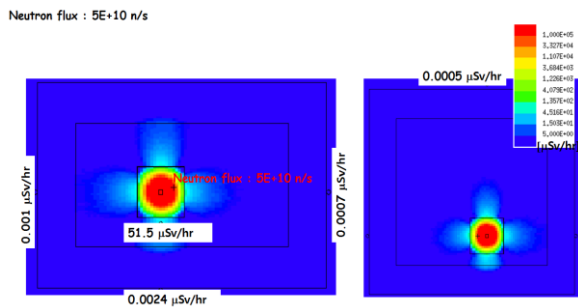 Neutron flux : 5E+10 n/s
1.000E+05
3,327E+04
1,107E+04
3,684E+03
1,226E+03
4,079E+02
1,357E+02
4,516E+01
1,503E+01
5,000E+00
[μSv/hr]
0.0005 μSv/hr
0.001 μSv/hr
Neutron flux : 5E+10 n/s
0.0007 μSv/hr
51.5 μSv/hr
0.0024 μSv/hr